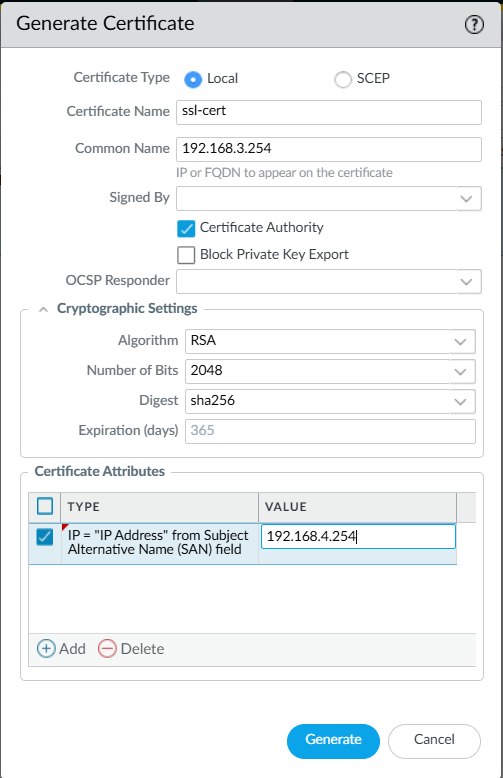 Generate Certificate
?
Certificate Type Local SCEP
Certificate Name ssl-cert
Common Name 192.168.3.254
IP or FQDN to appear on the certificate
Signed By
Certificate Authority
Block Private Key Export
OCSP Responder
Cryptographic Settings
Algorithm RSA
Number of Bits 2048
Digest sha256
Expiration (days) 365
Certificate Attributes
TYPE VALUE
IP = "IP Address" from Subject 192.168.4.254
Alternative Name (SAN) field
Add Delete
Generate Cancel